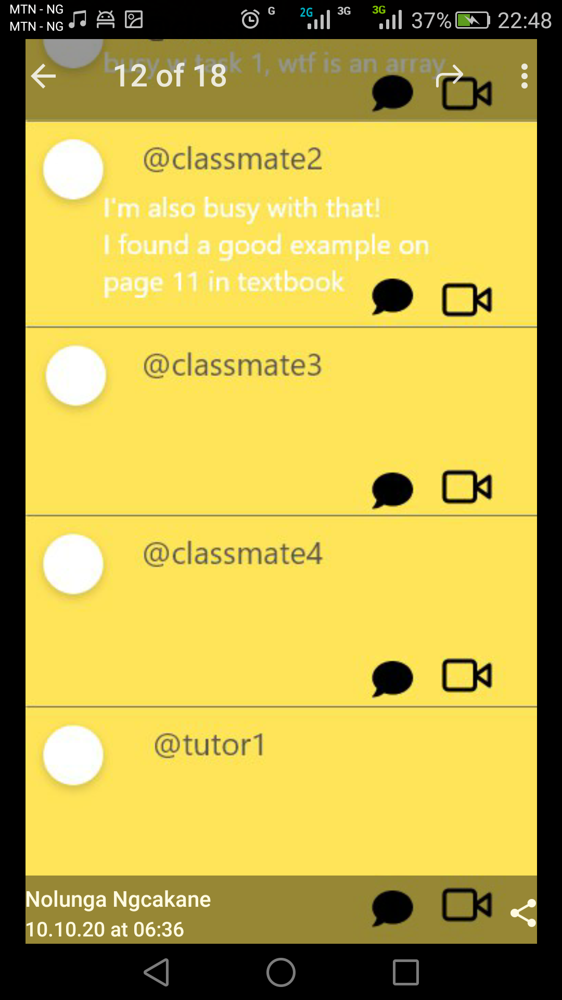 MTN - NG
MTN - NG
G
2G
3G
3G
37%
22:48
busy w task 1, wtf is an array
12 of 18
@classmate2
I'm also busy with that!
I found a good example on
page 11 in textbook
@classmate3
@classmate4
@tutor1
Nolunga Ngcakane
10.10.20 at 06:36